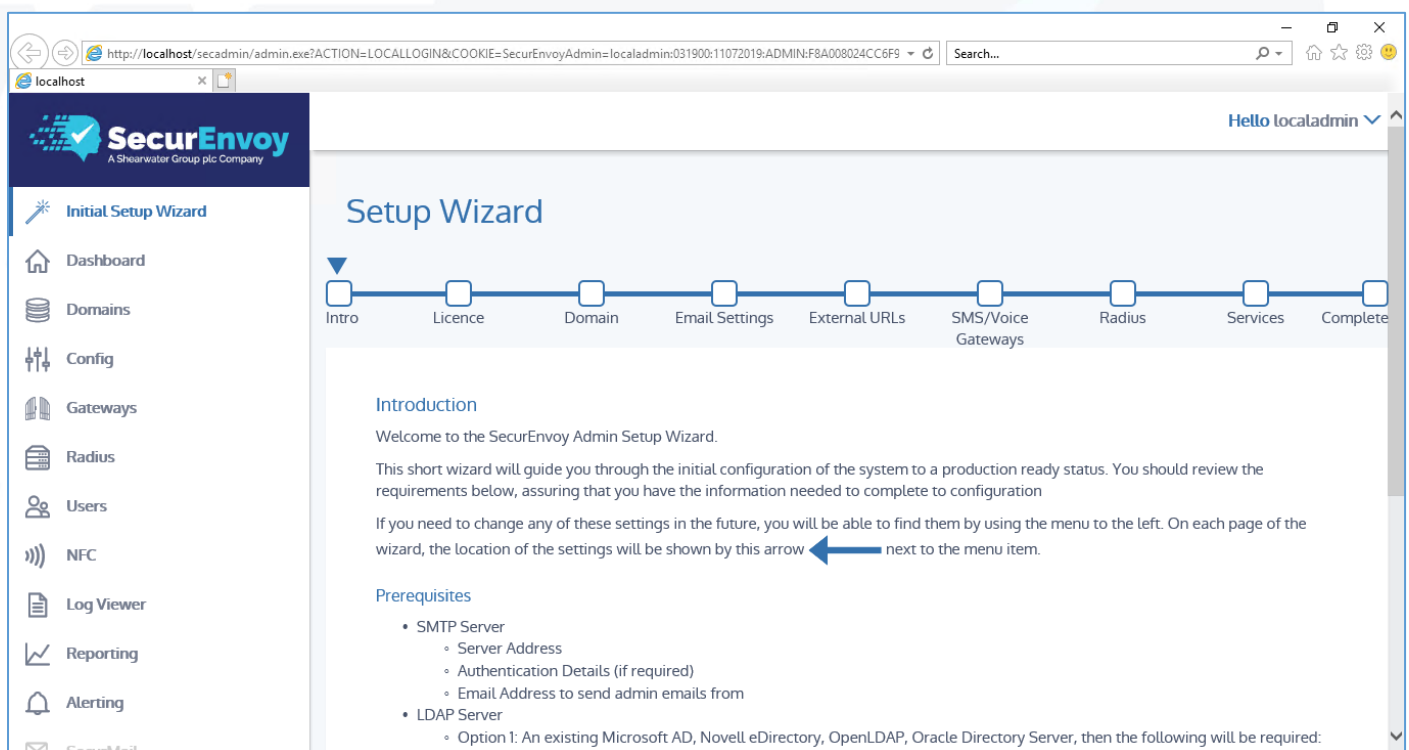 http://localhost/secadmin/admin.exe?ACTION=LOCALLOGIN&COOKIE=SecurEnvoyAdmin=localadmin:031900:11072019:ADMIN:F8A008024CC6F9
Search...
localhost
SecurEnvoy
A Shearwater Group plc Company
Hello localadmin
Initial Setup Wizard
Dashboard
Domains
Config
Gateways
Radius
Users
NFC
Log Viewer
Reporting
Alerting
SecurMail
Setup Wizard
Intro
Licence
Domain
Email Settings
External URLs
SMS/Voice
Gateways
Radius
Services
Complete
Introduction
Welcome to the SecurEnvoy Admin Setup Wizard.
This short wizard will guide you through the initial configuration of the system to a production ready status. You should review the
requirements below, assuring that you have the information needed to complete to configuration
If you need to change any of these settings in the future, you will be able to find them by using the menu to the left. On each page of the
wizard, the location of the settings will be shown by this arrow next to the menu item.
Prerequisites
• SMTP Server
◦ Server Address
◦ Authentication Details (if required)
◦ Email Address to send admin emails from
• LDAP Server
◦ Option 1: An existing Microsoft AD, Novell eDirectory, OpenLDAP, Oracle Directory Server, then the following will be required: